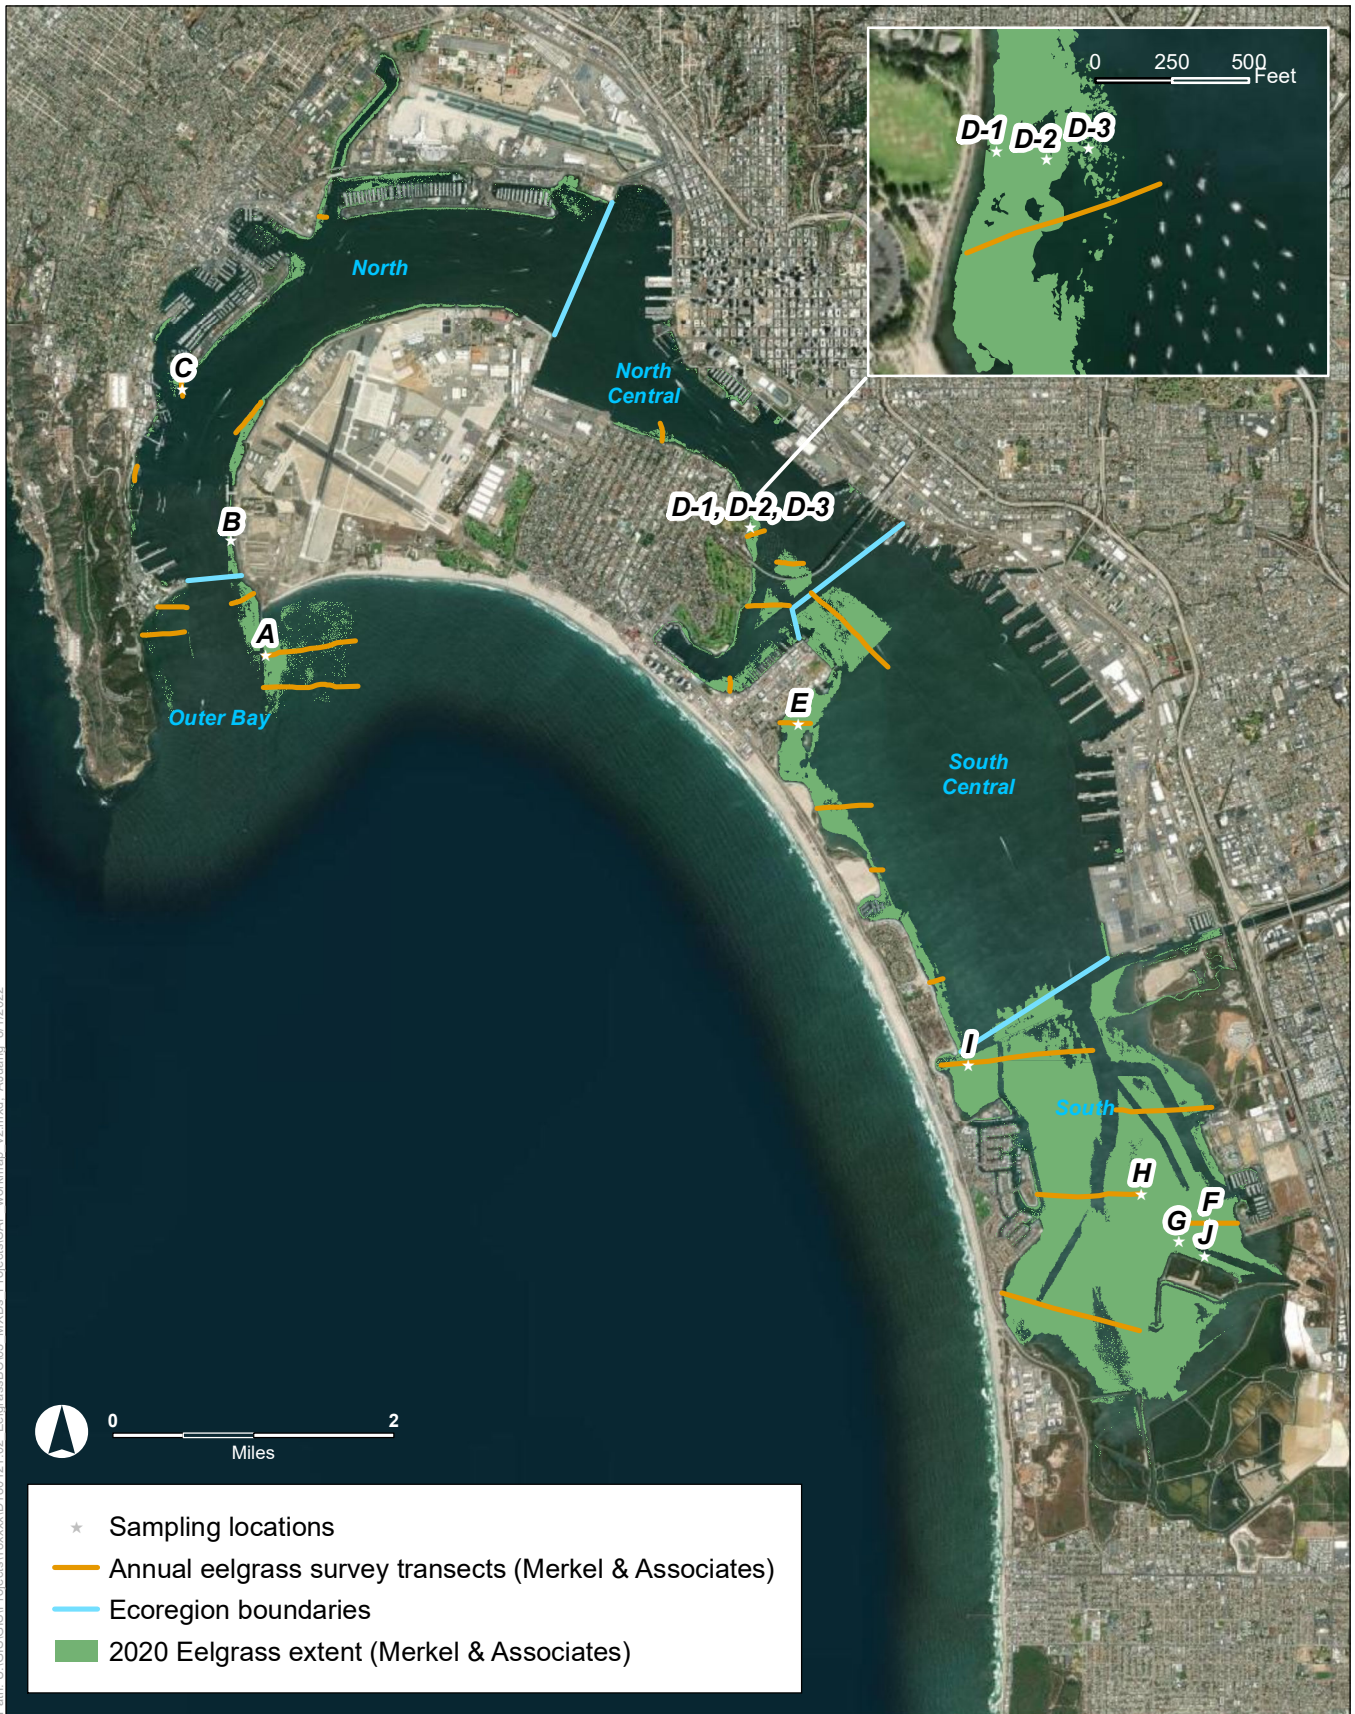 0 250 500
Feet
D-1 D-2 D-3
North
C
North
Central
D-1, D-2, D-3
B
A
Outer Bay
E
South
Central
I
South
H
F
G
J
0 2
Miles
Sampling locations
Annual eelgrass survey transects (Merkel & Associates)
Ecoregion boundaries
2020 Eelgrass extent (Merkel & Associates)